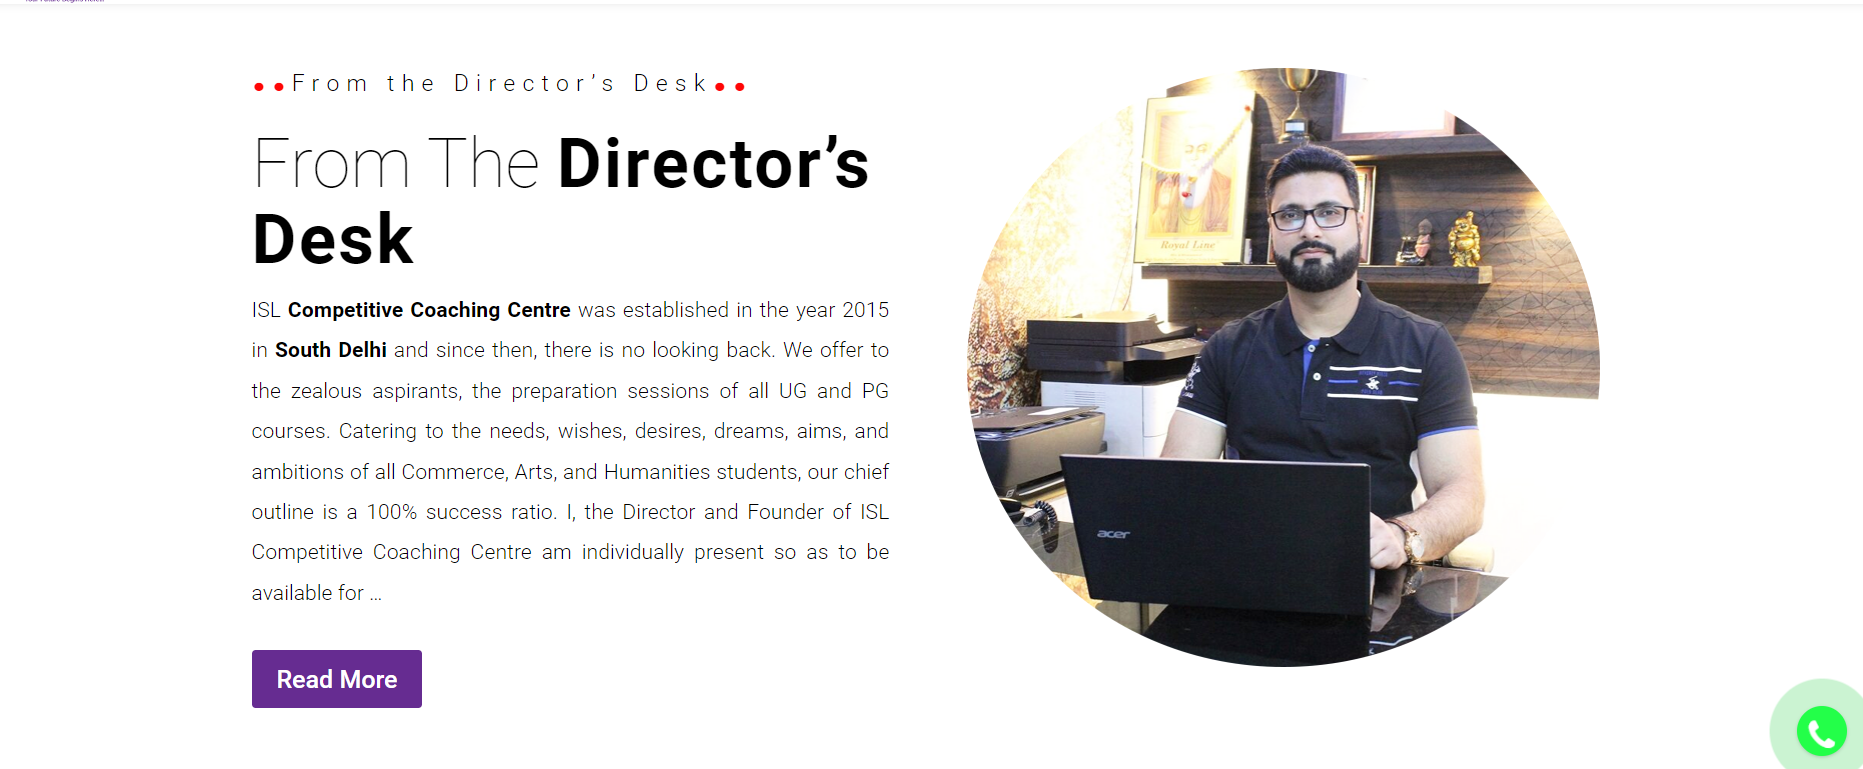 From the Director’s Desk
From The Director’s
Desk
ISL Competitive Coaching Centre was established in the year 2015
in South Delhi and since then, there is no looking back. We offer to
the zealous aspirants, the preparation sessions of all UG and PG
courses. Catering to the needs, wishes, desires, dreams, aims, and
ambitions of all Commerce, Arts, and Humanities students, our chief
outline is a 100% success ratio. I, the Director and Founder of ISL
Competitive Coaching Centre am individually present so as to be
available for ...
Read More
Royal Line
acer